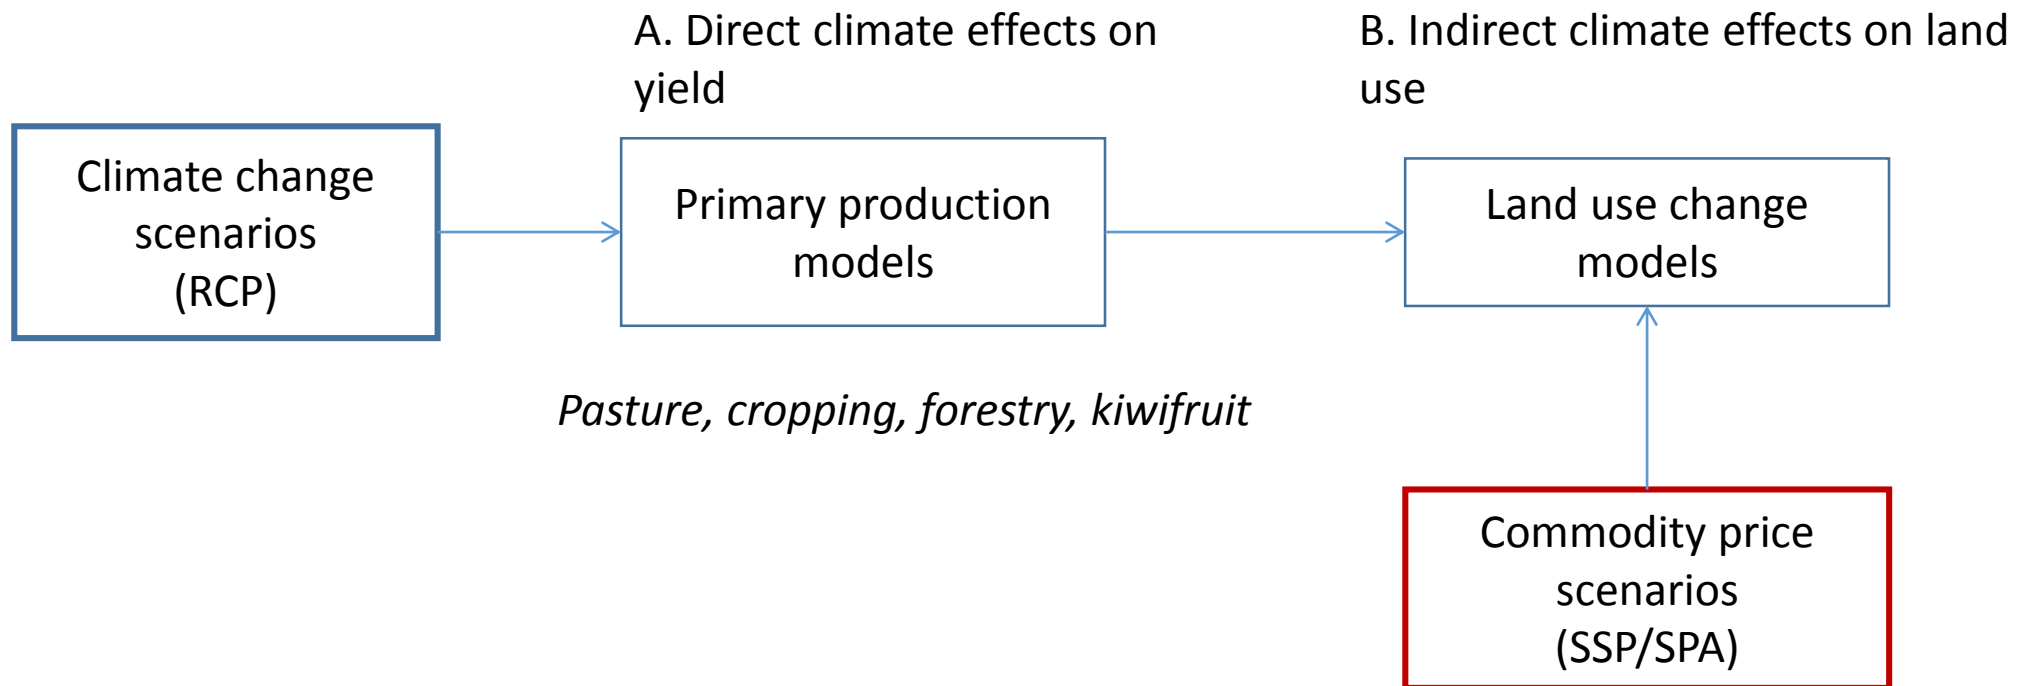 A. Direct climate effects on
yield
B. Indirect climate effects on land
use
Climate change
scenarios
(RCP)
Primary production
models
Land use change
models
Pasture, cropping, forestry, kiwifruit
Commodity price
scenarios
(SSP/SPA)